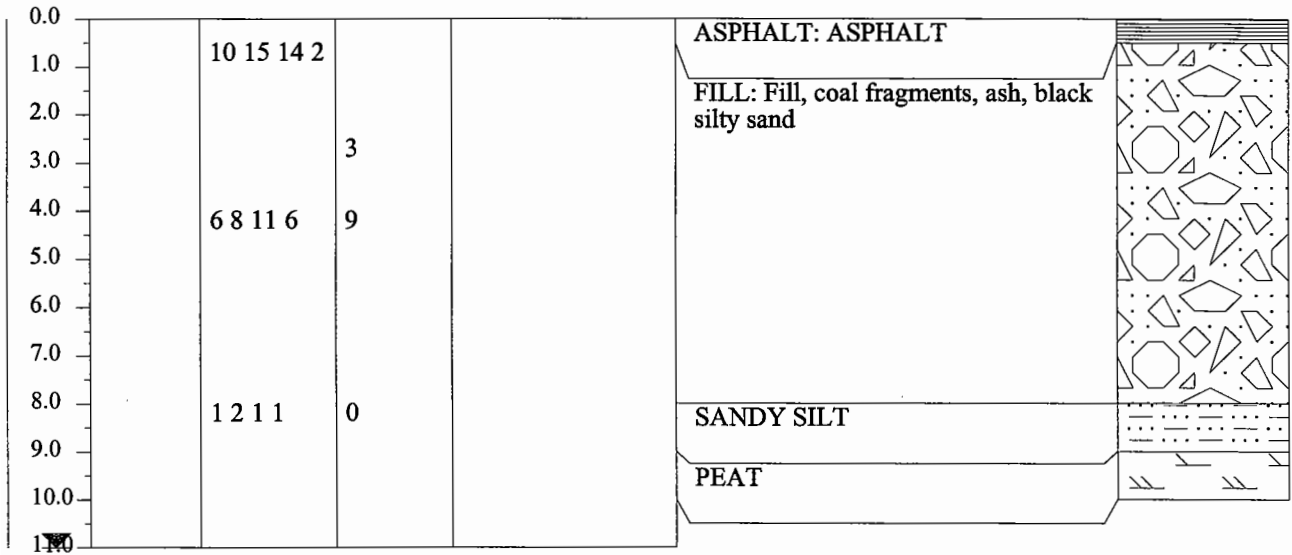 0.0
ASPHALT: ASPHALT
10 15 14 2
1.0
FILL: Fill, coal fragments, ash, black
silty sand
2.0
3
3.0
4.0
6 8 11 6
9
5.0
6.0
7.0
8.0
1 2 1 1
0
SANDY SILT
9.0
PEAT
10.0
11.0